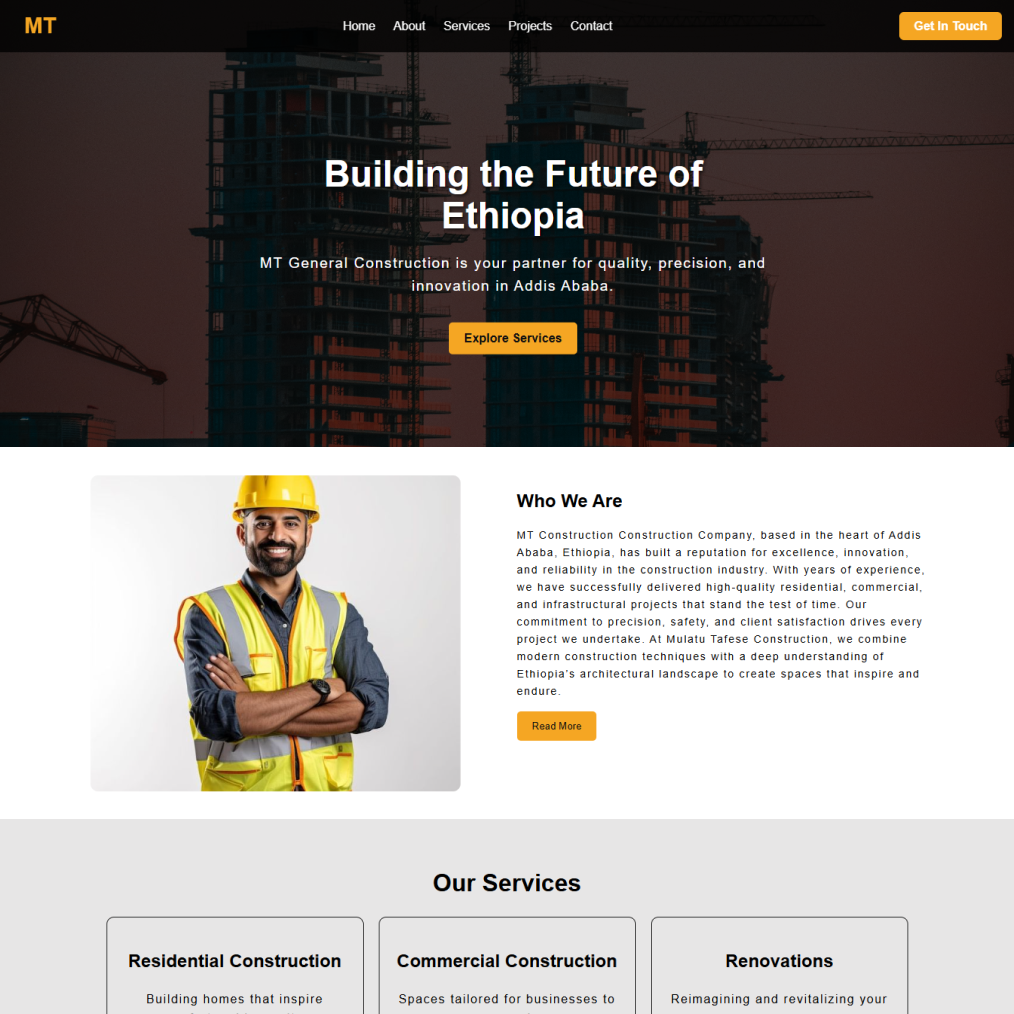 MT
Home About Services Projects Contact
Get In Touch
Building the Future of
Ethiopia
MT General Construction is your partner for quality, precision, and
innovation in Addis Ababa.
Explore Services
Who We Are
MT Construction Construction Company, based in the heart of Addis
Ababa, Ethiopia, has built a reputation for excellence, innovation,
and reliability in the construction industry. With years of experience,
we have successfully delivered high-quality residential, commercial,
and infrastructural projects that stand the test of time. Our
commitment to precision, safety, and client satisfaction drives every
project we undertake. At Mulatu Tafese Construction, we combine
modern construction techniques with a deep understanding of
Ethiopia's architectural landscape to create spaces that inspire and
endure.
Read More
Our Services
Residential Construction
Building homes that inspire
Commercial Construction
Spaces tailored for businesses to
Renovations
Reimagining and revitalizing your